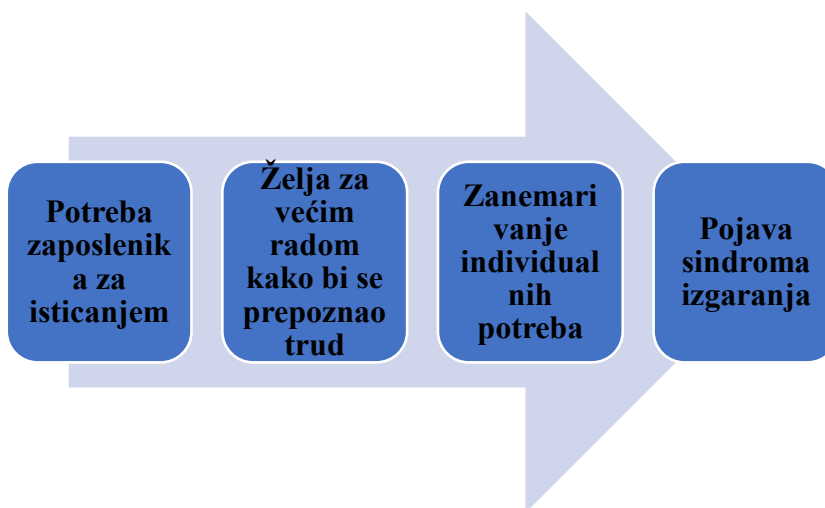 Potreba
zaposlenik
a za
isticanjem
Želja za
većim
radom
kako bi se
prepoznao
trud
Zanemari
vanje
individual
nih
potreba
Pojava
sindroma
izgaranja